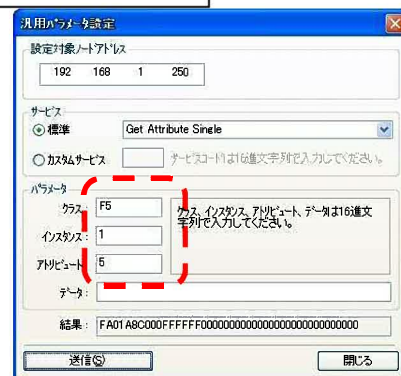 汎用パラメータ設定
設定対象ノードアドレス
192 168 1 250
サービス
標準 Get Attribute Single
カスタムサービス サービスコードは16進文字列で入力してください。
パラメータ
クラス: F5
インスタンス: 1
アトリビュート: 5
クラス、インスタンス、アトリビュート、データは16進文
字列で入力してください。
データ:
結果: FA01A8C000FFFFFF00000000000000000000000000000000
送信(S) 閉じる